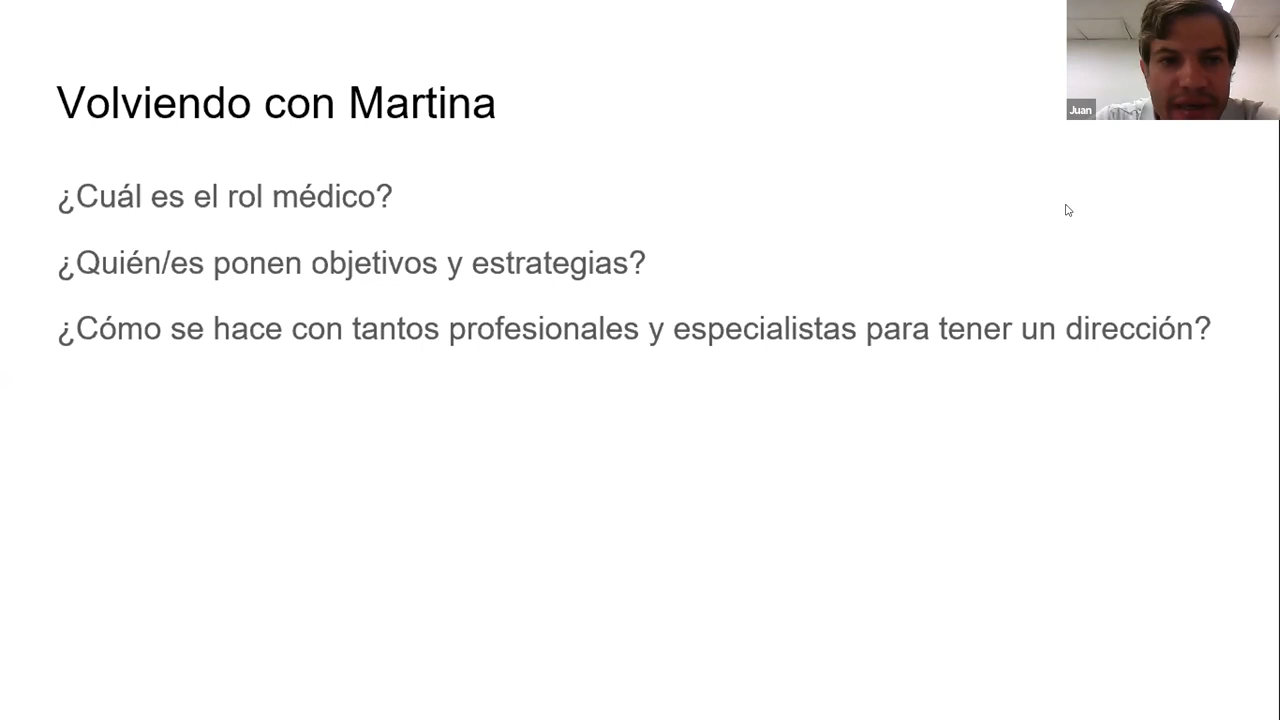 Volviendo con Martina
Juan
¿Cuál es el rol médico?
¿Quién/es ponen objetivos y estrategias?
¿Cómo se hace con tantos profesionales y especialistas para tener un dirección?